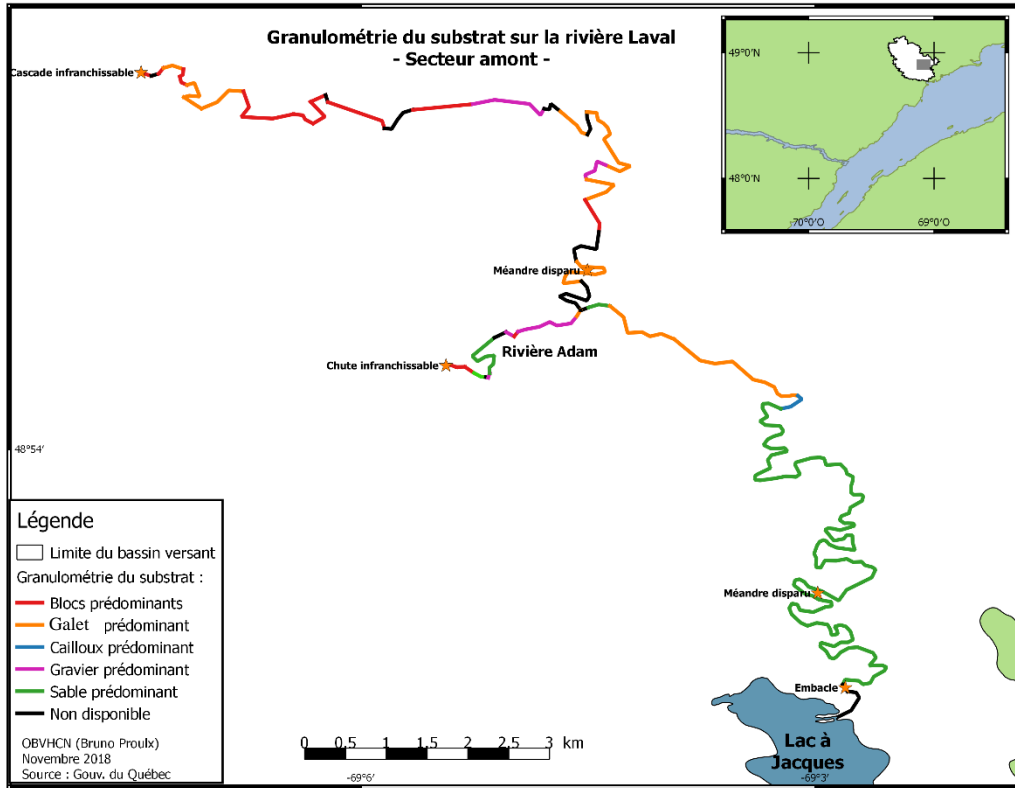 Granulométrie du substrat sur la rivière Laval
- Secteur amont -
Cascade infranchissable
49°0'N
48°0'N
-70°0'O
69°0'O
Méandre disparu
Rivière Adam
Chute infranchissable
48°54'
Légende
Limite du bassin versant
Granulométrie du substrat :
Blocs prédominants
Galet prédominant
Cailloux prédominant
Gravier prédominant
Sable prédominant
Non disponible
OBVHCN (Bruno Proulx)
Novembre 2018
Source : Gouv. du Québec
Méandre disparu
Embacle
Lac à
Jacques
0 0.5 1 1.5 2 2.5 3 km
-69°6'
-69°3'